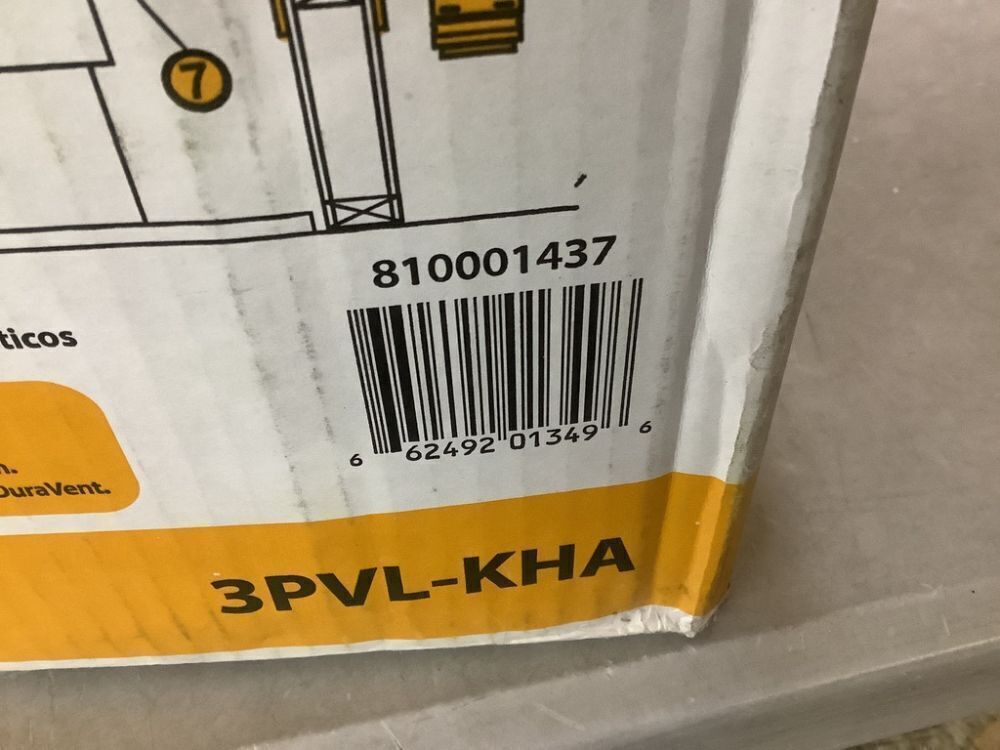 7
810001437
ticos
6 62492 01349 6
n.
DuraVent.
3PVL-KHA